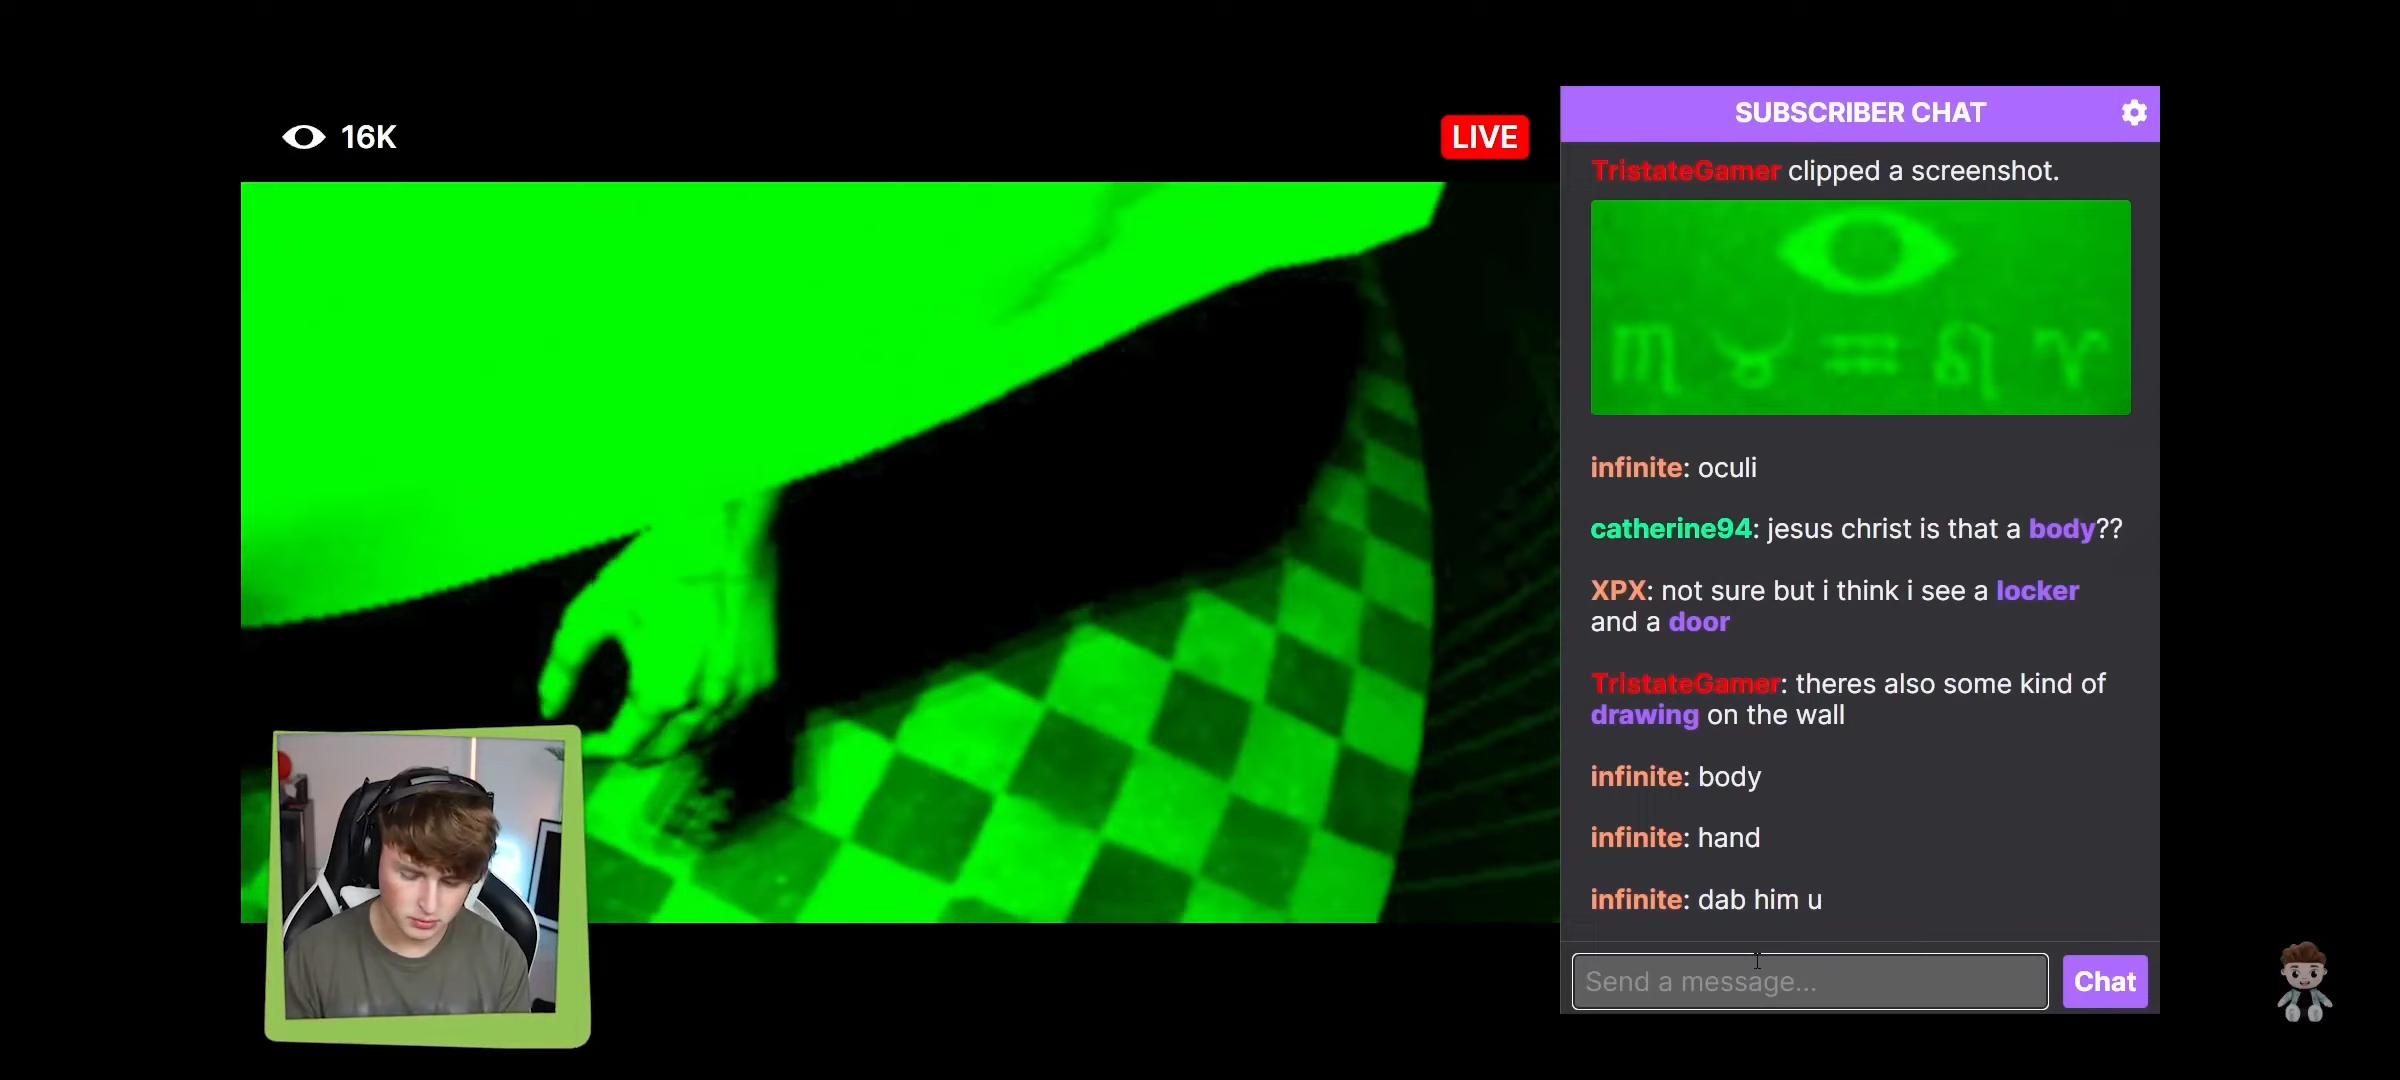 16K
LIVE
SUBSCRIBER CHAT
TristateGamer clipped a screenshot.
♏ ♉ ♒ ♌ ♈
infinite: oculi
catherine94: jesus christ is that a body??
XPX: not sure but i think i see a locker
and a door
TristateGamer: theres also some kind of
drawing on the wall
infinite: body
infinite: hand
infinite: dab him u
Send a message...
Chat